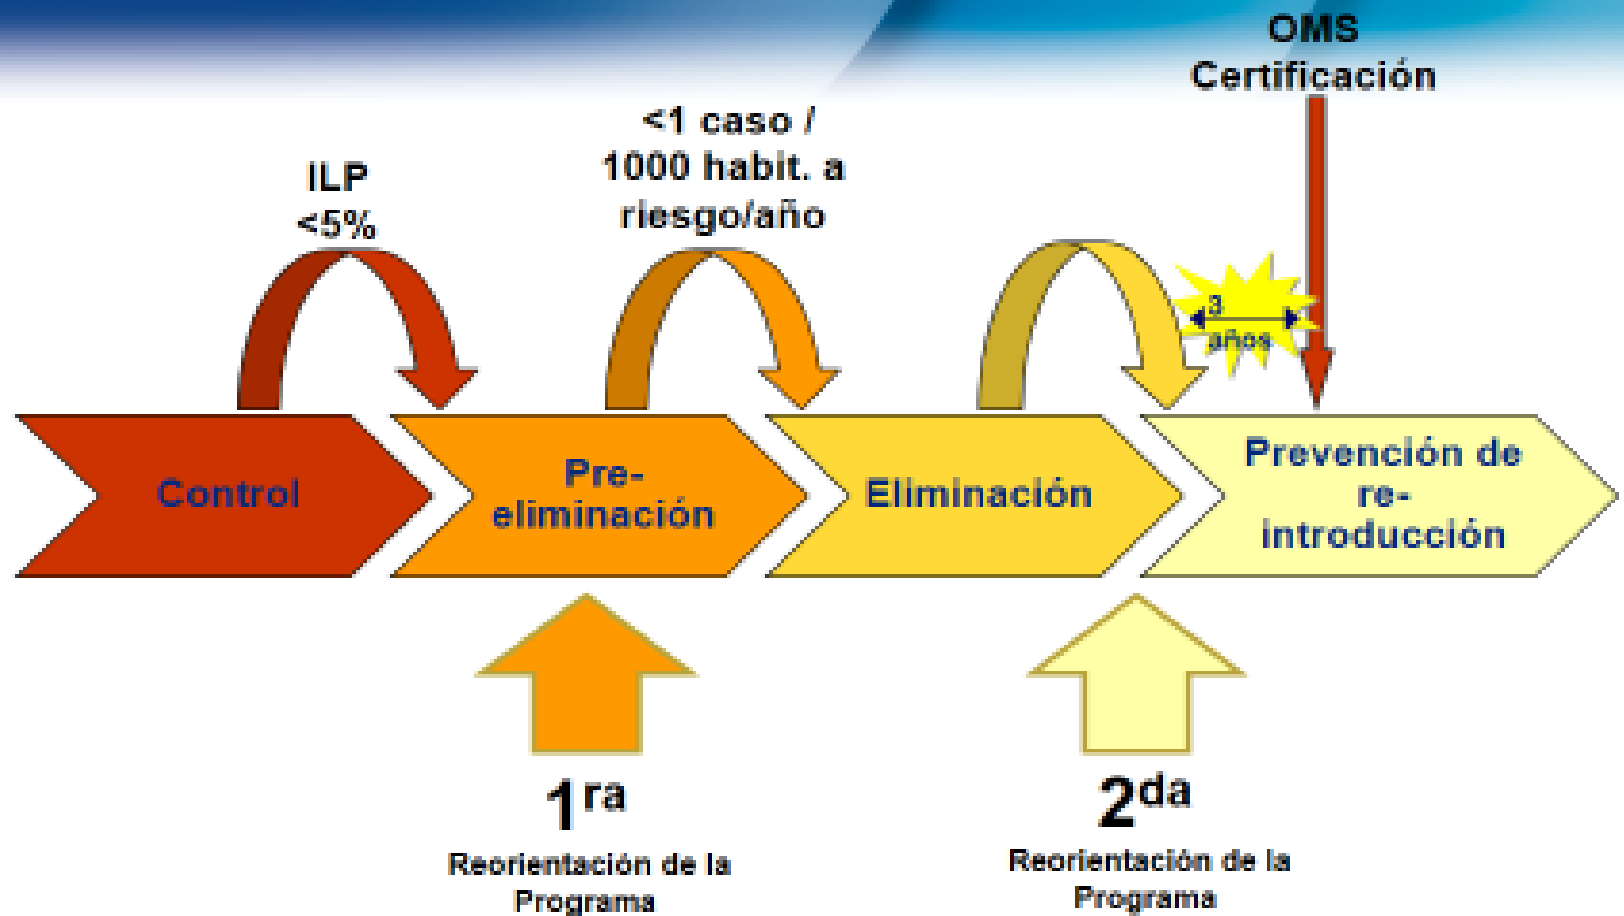 OMS
Certificación
<1 caso /
1000 habit. a
riesgo/año
ILP
<5%
3
años
Control
Pre-
eliminación
Eliminación
Prevención de
re-
introducción
1ra
Reorientación de la
Programa
2da
Reorientación de la
Programa